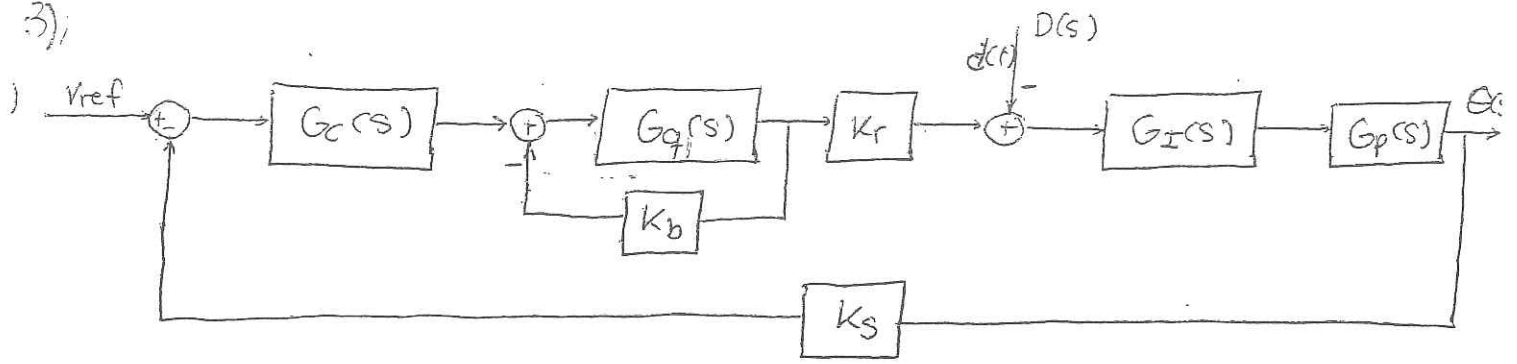 3)
D(s)
d(t)
-
) Vref + - Gc(s) + Gq(s) Kr + GI(s) Gp(s)
-
Kb
Ks